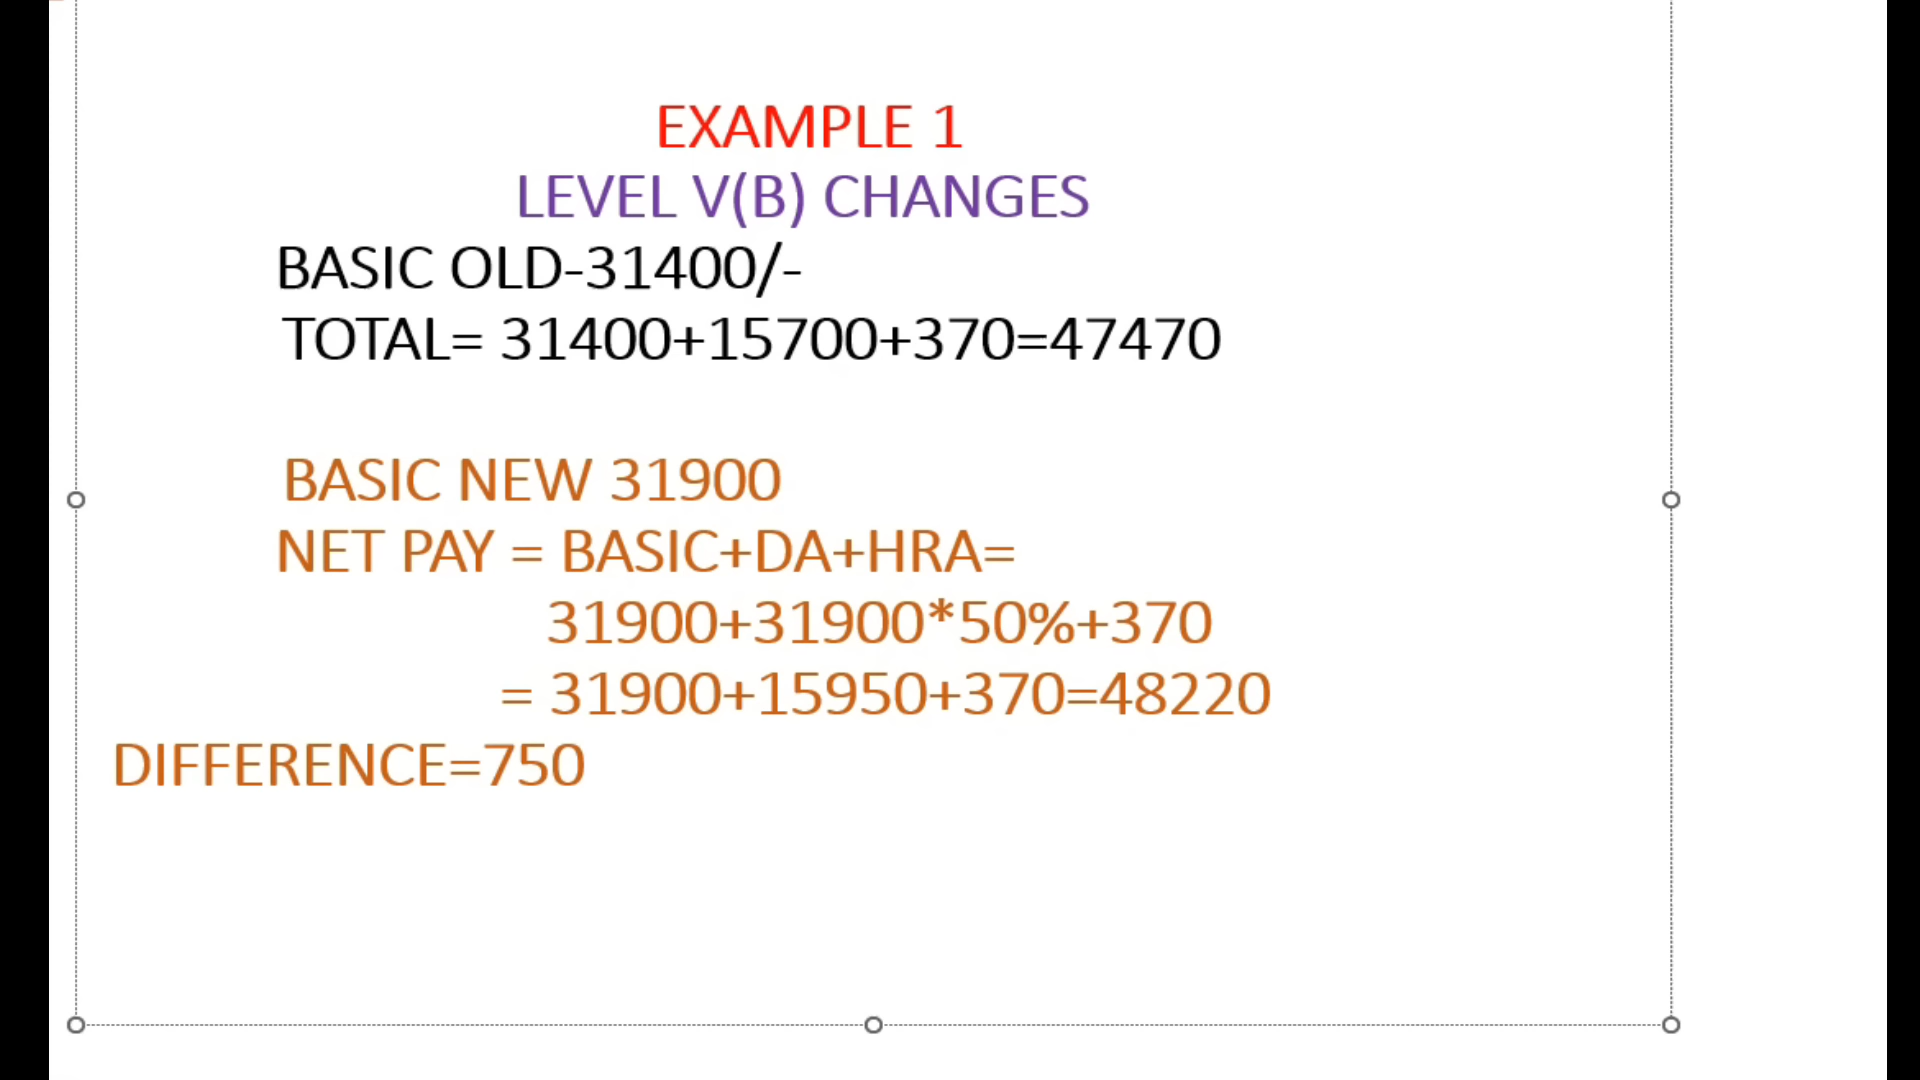 EXAMPLE 1
LEVEL V(B) CHANGES
BASIC OLD-31400/-
TOTAL= 31400+15700+370=47470
BASIC NEW 31900
NET PAY = BASIC+DA+HRA=
31900+31900*50%+370
= 31900+15950+370=48220
DIFFERENCE=750